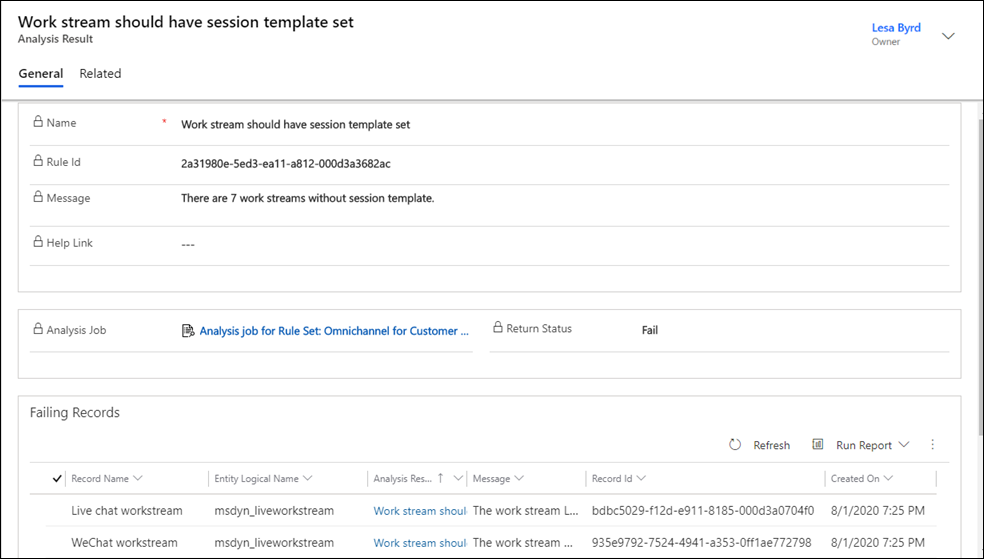 Work stream should have session template set
Analysis Result
Lesa Byrd
Owner
General Related
Name * Work stream should have session template set
Rule Id 2a31980e-5ed3-ea11-a812-000d3a3682ac
Message There are 7 work streams without session template.
Help Link ---
Analysis Job Analysis job for Rule Set: Omnichannel for Customer ... Return Status Fail
Failing Records
Refresh Run Report
Record Name Entity Logical Name Analysis Res... Message Record Id Created On
Live chat workstream msdyn_liveworkstream Work stream shoul The work stream L... bdbc5029-f12d-e911-8185-000d3a0704f0 8/1/2020 7:25 PM
WeChat workstream msdyn_liveworkstream Work stream shoul The work stream ... 935e9792-7524-4941-a353-0ff1ae772798 8/1/2020 7:25 PM